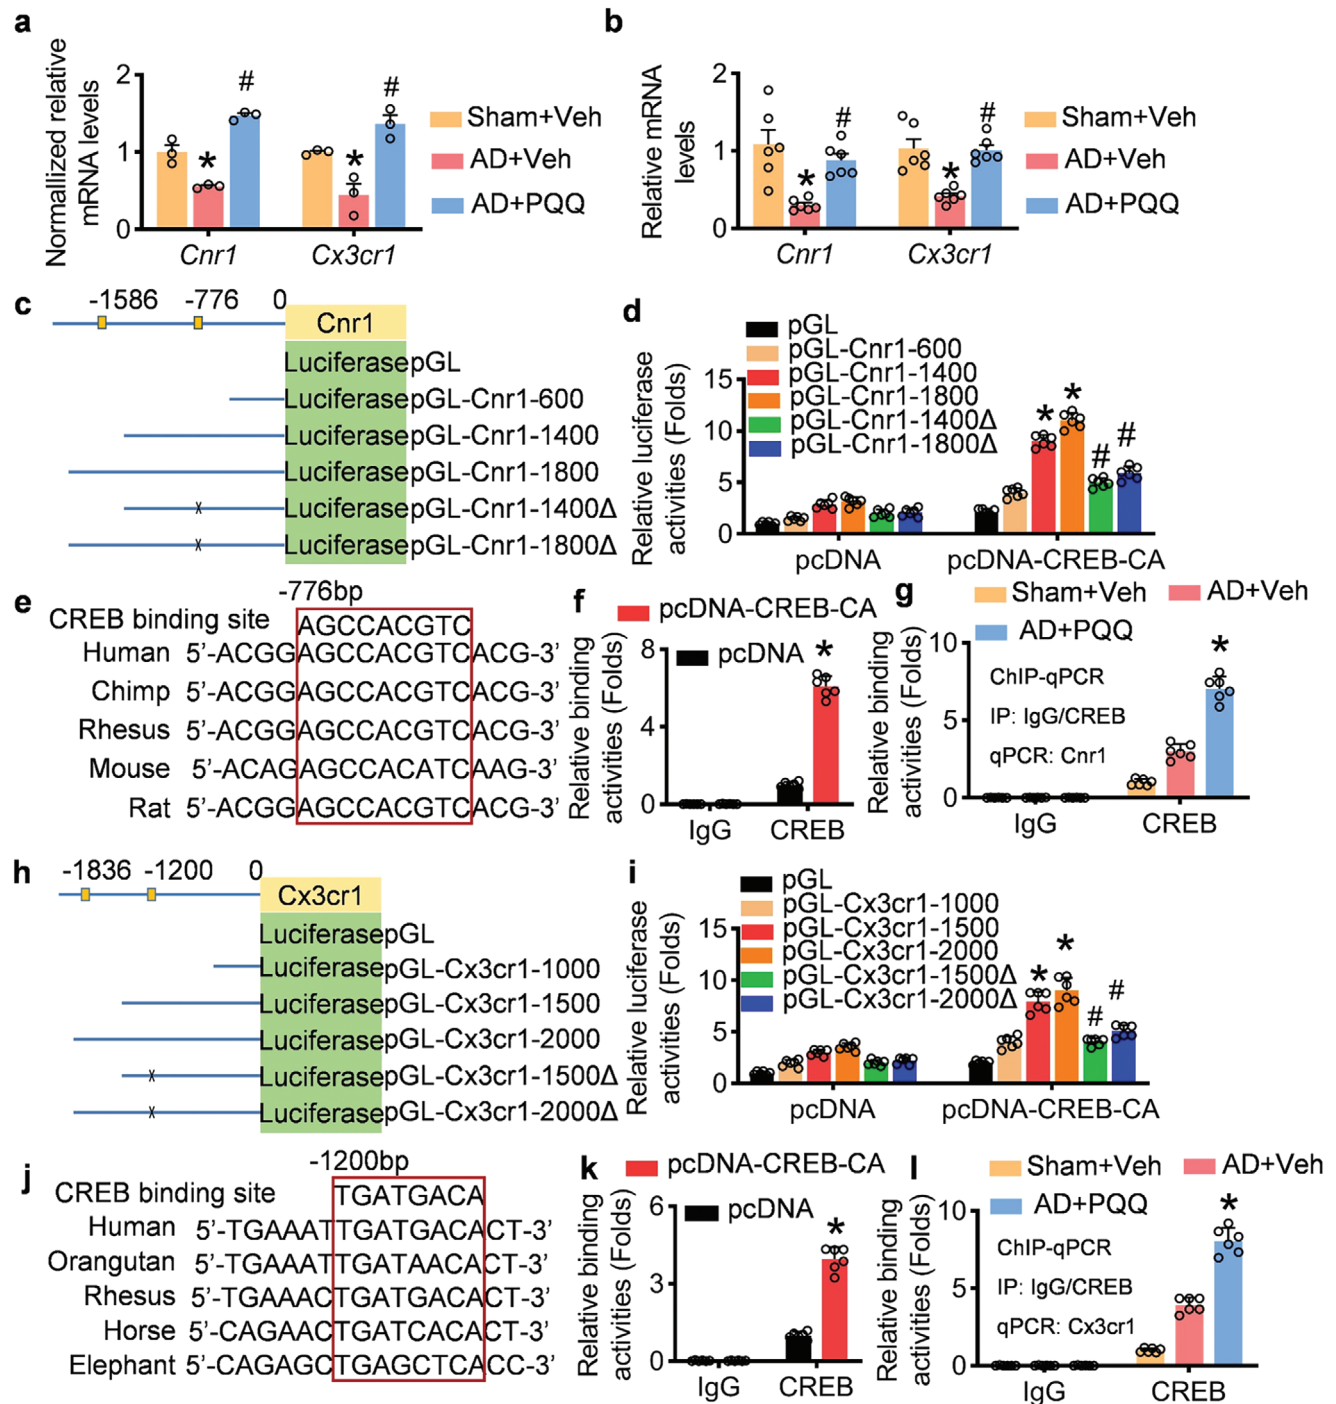 a
Normallized relative
mRNA levels
2
1
0
*
#
*
#
Cnr1
Cx3cr1
Sham+Veh
AD+Veh
AD+PQQ
b
Relative mRNA
levels
2
1
0
*
#
*
#
Cnr1
Cx3cr1
Sham+Veh
AD+Veh
AD+PQQ
c
-1586
-776
0
Cnr1
LuciferasepGL
LuciferasepGL-Cnr1-600
LuciferasepGL-Cnr1-1400
LuciferasepGL-Cnr1-1800
x
LuciferasepGL-Cnr1-1400Δ
x
LuciferasepGL-Cnr1-1800Δ
d
pGL
pGL-Cnr1-600
pGL-Cnr1-1400
pGL-Cnr1-1800
pGL-Cnr1-1400Δ
pGL-Cnr1-1800Δ
Relative luciferase
activities (Folds)
15
10
5
0
*
*
#
#
pcDNA
pcDNA-CREB-CA
e
-776bp
CREB binding site AGCCACGTC
Human 5’-ACGGAGCCACGTCACG-3’
Chimp 5’-ACGGAGCCACGTCACG-3’
Rhesus 5’-ACGGAGCCACGTCACG-3’
Mouse 5’-ACAGAGCCACATCAAG-3’
Rat 5’-ACGGAGCCACGTCACG-3’
f
pcDNA-CREB-CA
pcDNA
Relative binding
activities (Folds)
8
4
0
*
IgG
CREB
g
Sham+Veh
AD+Veh
AD+PQQ
Relative binding
activities (Folds)
10
5
0
ChIP-qPCR
IP: IgG/CREB
qPCR: Cnr1
*
IgG
CREB
h
-1836
-1200
0
Cx3cr1
LuciferasepGL
LuciferasepGL-Cx3cr1-1000
LuciferasepGL-Cx3cr1-1500
LuciferasepGL-Cx3cr1-2000
x
LuciferasepGL-Cx3cr1-1500Δ
x
LuciferasepGL-Cx3cr1-2000Δ
i
pGL
pGL-Cx3cr1-1000
pGL-Cx3cr1-1500
pGL-Cx3cr1-2000
pGL-Cx3cr1-1500Δ
pGL-Cx3cr1-2000Δ
Relative luciferase
activities (Folds)
15
10
5
0
*
*
#
#
pcDNA
pcDNA-CREB-CA
j
-1200bp
CREB binding site TGATGACA
Human 5’-TGAAATTGATGACACT-3’
Orangutan 5’-TGAAATTGATAACACT-3’
Rhesus 5’-TGAAACTGATGACACT-3’
Horse 5’-CAGAACTGATCACACT-3’
Elephant 5’-CAGAGCTGAGCTCACC-3’
k
pcDNA-CREB-CA
pcDNA
Relative binding
activities (Folds)
6
3
0
*
IgG
CREB
l
Sham+Veh
AD+Veh
AD+PQQ
Relative binding
activities (Folds)
10
5
0
ChIP-qPCR
IP: IgG/CREB
qPCR: Cx3cr1
*
IgG
CREB